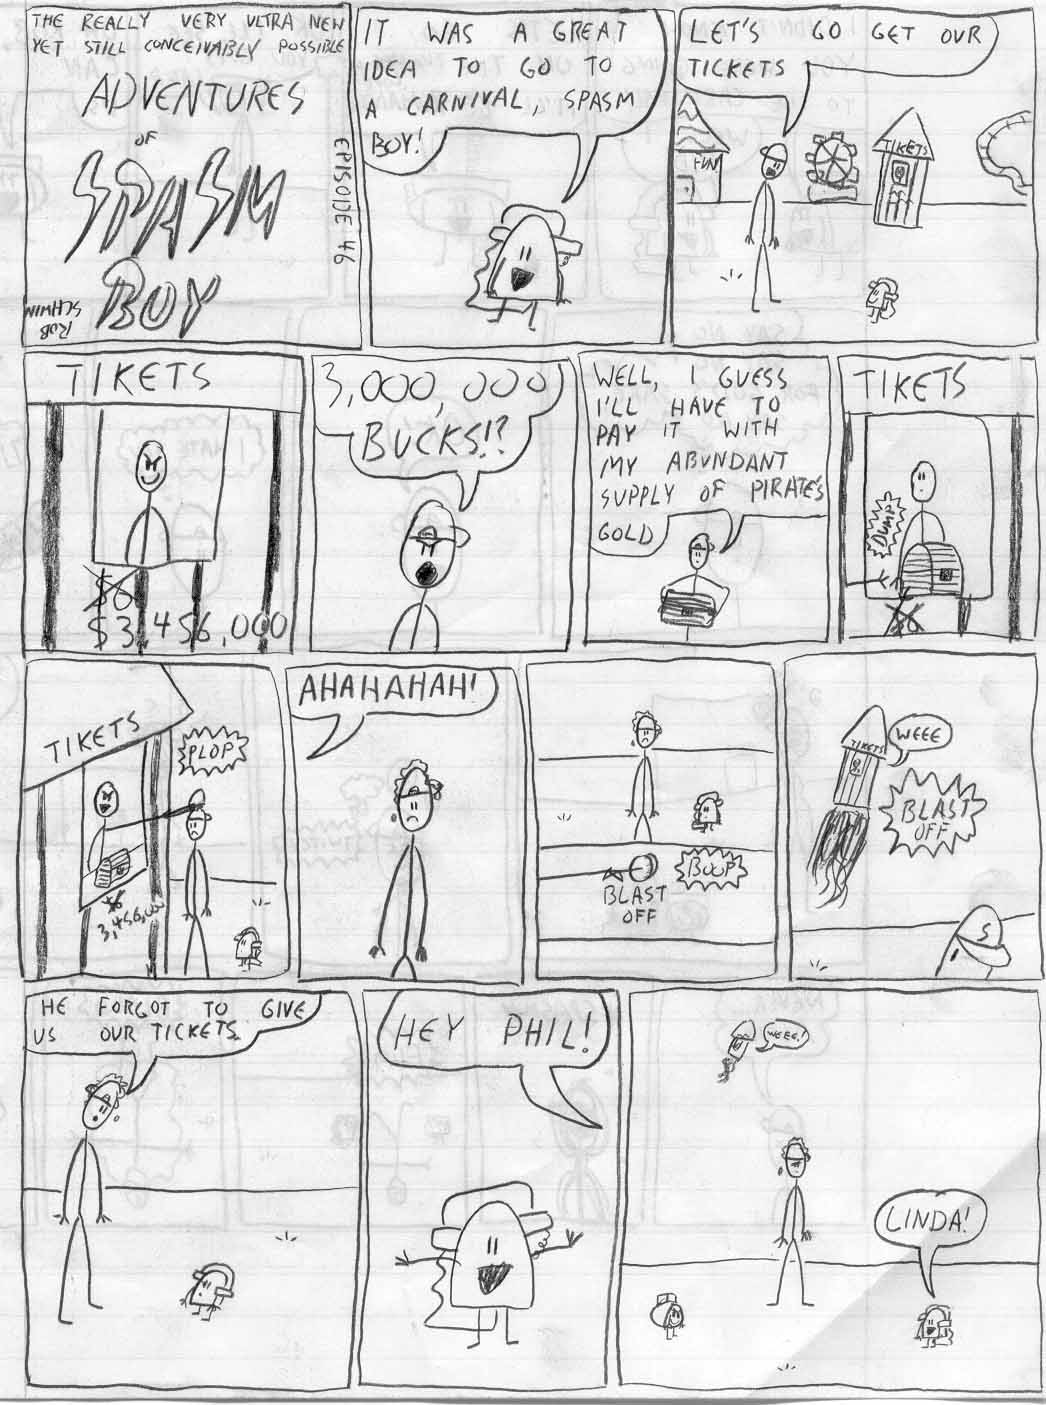 THE REALLY VERY ULTRA NEW
YET STILL CONCEIVABLY POSSIBLE
ADVENTURES
OF
SPASM
BOY
EPISODE 46
ROB
SCHWIN
IT WAS A GREAT
IDEA TO GO TO
A CARNIVAL, SPASM
BOY!
LET'S GO GET OUR
TICKETS
FUN
TIKETS
TIKETS
$6
$3,456,000
3,000,000
BUCKS!?
WELL, I GUESS
I'LL HAVE TO
PAY IT WITH
MY ABUNDANT
SUPPLY OF PIRATE'S
GOLD
TIKETS
DUMP
$6
TIKETS
PLOP
$6
3,456,000
AHAHAHAH!
BOOP
BLAST
OFF
TIKETS
WEEE
BLAST
OFF
S
HE FORGOT TO GIVE
US OUR TICKETS.
HEY PHIL!
WEEE!
LINDA!